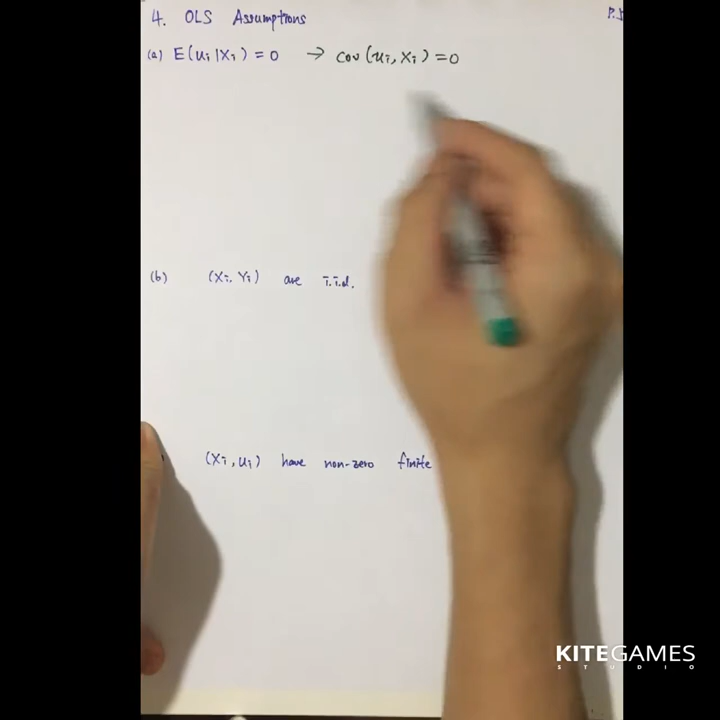 4. OLS Assumptions
(a) E(ui|Xi) = 0 → cov(ui, Xi) = 0
(b) (Xi, Yi) are i.i.d.
(Xi, ui) have non-zero finite
KITEGAMES
STUDIO